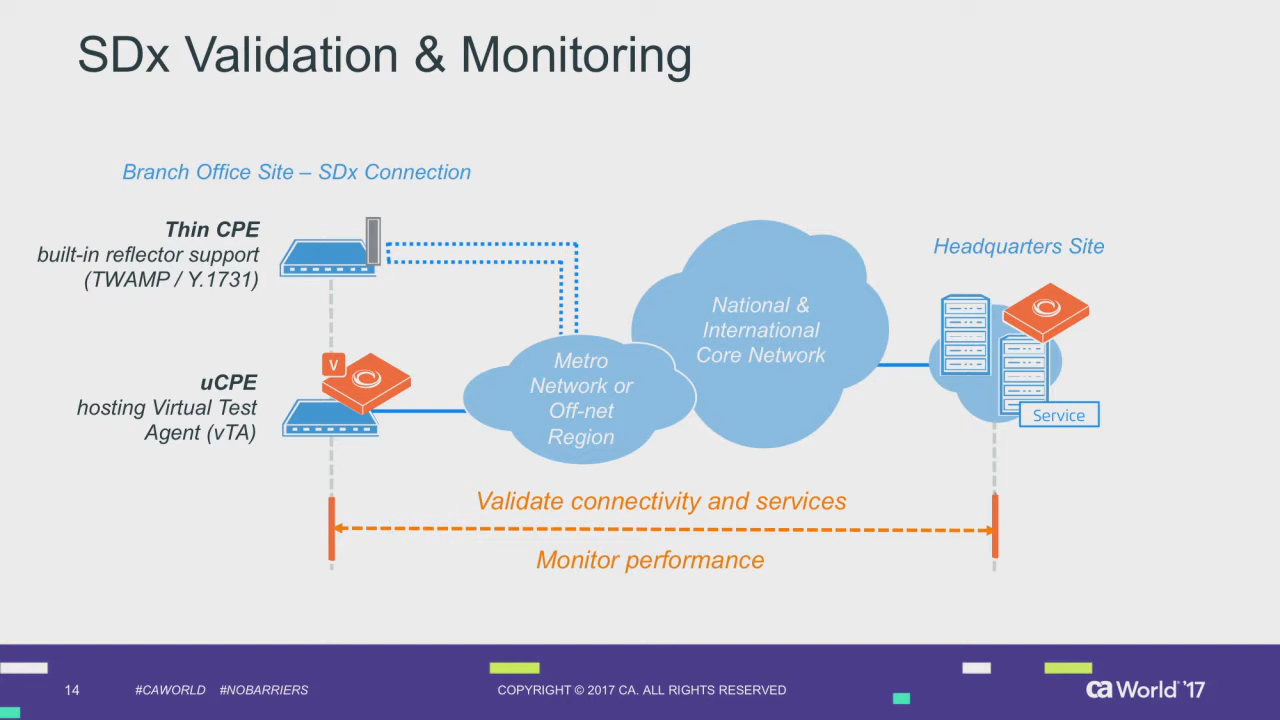 SDx Validation & Monitoring
Branch Office Site – SDx Connection
Thin CPE
built-in reflector support
(TWAMP / Y.1731)
Headquarters Site
National &
International
Core Network
V
Metro
Network or
Off-net
Region
uCPE
hosting Virtual Test
Agent (vTA)
Service
Validate connectivity and services
Monitor performance
14 #CAWORLD #NOBARRIERS COPYRIGHT © 2017 CA. ALL RIGHTS RESERVED ca World '17